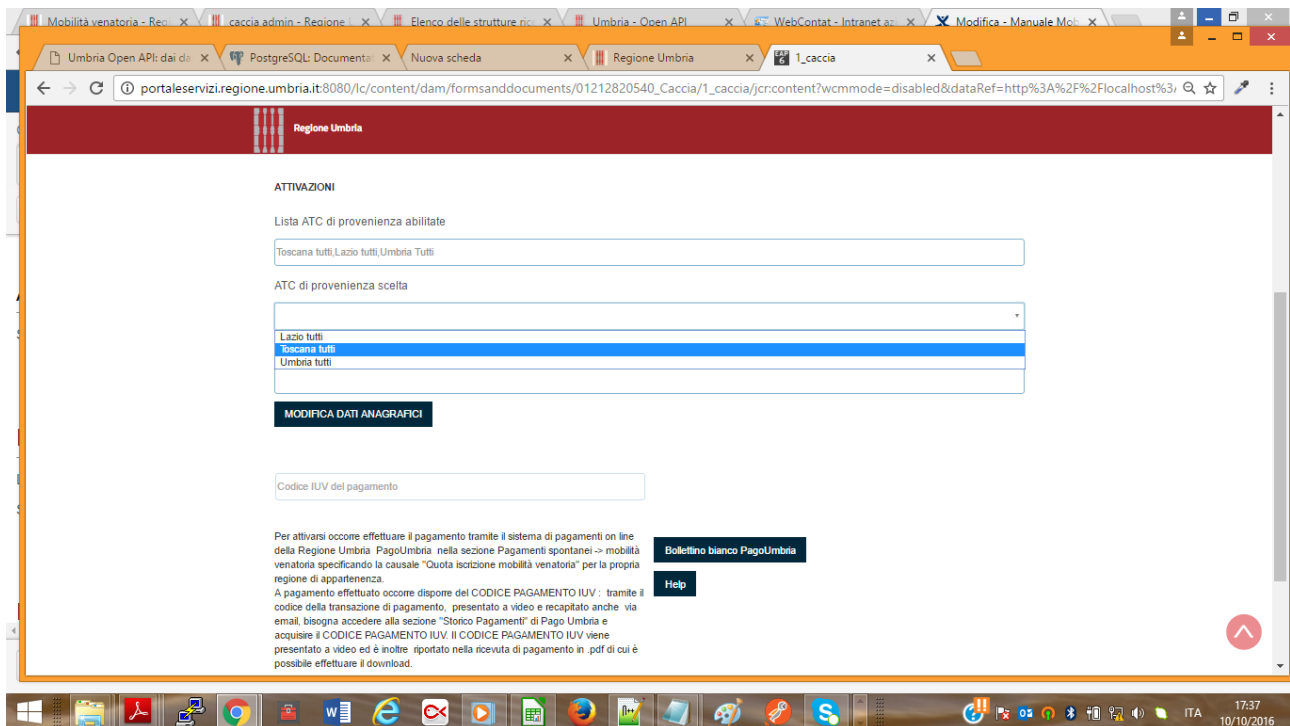 Mobilità venatoria - Reg
caccia admin - Regione L
Elenco delle strutture rice
Umbria - Open API
WebContat - Intranet azi
Modifica - Manuale Mob
Umbria Open API: dai da
PostgreSQL: Documentat
Nuova scheda
Regione Umbria
1_caccia
portaleservizi.regione.umbria.it:8080/lc/content/dam/formsanddocuments/01212820540_Caccia/1_caccia/jcr:content?wcmmode=disabled&dataRef=http%3A%2F%2Flocalhost%3
Regione Umbria
ATTIVAZIONI
Lista ATC di provenienza abilitate
Toscana tutti,Lazio tutti,Umbria Tutti
ATC di provenienza scelta
Lazio tutti
Toscana tutti
Umbria tutti
MODIFICA DATI ANAGRAFICI
Codice IUV del pagamento
Per attivarsi occorre effettuare il pagamento tramite il sistema di pagamenti on line
della Regione Umbria PagoUmbria nella sezione Pagamenti spontanei -> mobilità
venatoria specificando la causale "Quota iscrizione mobilità venatoria" per la propria
regione di appartenenza.
A pagamento effettuato occorre disporre del CODICE PAGAMENTO IUV : tramite il
codice della transazione di pagamento, presentato a video e recapitato anche via
email, bisogna accedere alla sezione "Storico Pagamenti" di Pago Umbria e
acquisire il CODICE PAGAMENTO IUV. Il CODICE PAGAMENTO IUV viene
presentato a video ed è inoltre riportato nella ricevuta di pagamento in .pdf di cui è
possibile effettuare il download.
Bollettino bianco PagoUmbria
Help
ITA
17:37
10/10/2016